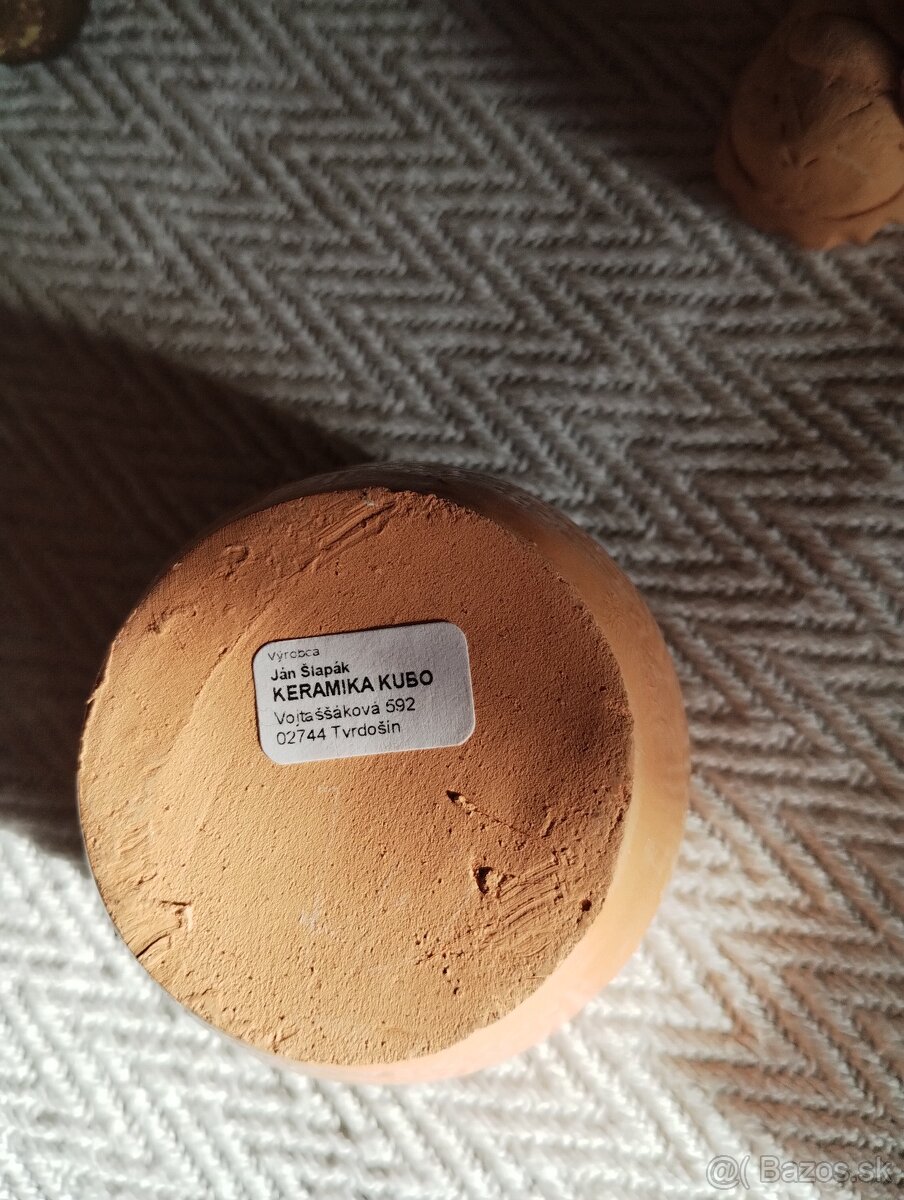 Výrobca
Ján Šlapák
KERAMIKA KUBO
Vojtaššáková 592
02744 Tvrdošín
@( Bazos.sk